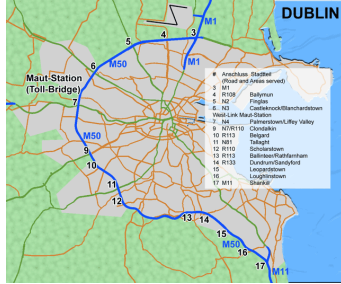 DUBLIN
M1
3
4
5
M50
M1
6
Maut-Station
(Toll-Bridge)
7
M50
9
10
11
12
13
14
15
M50
16
17
M11
# Anschluss Stadtteil
(Road and Areas served)
3 M1
4 R108 Ballymun
5 N2 Finglas
6 N3 Castleknock/Blanchardstown
West-Link Maut-Station
7 N4 Palmerstown/Liffey Valley
9 N7/R110 Clondalkin
10 R113 Belgard
11 N81 Tallaght
12 R110 Scholarstown
13 R113 Ballinteer/Rathfarnham
14 R133 Dundrum/Sandyford
15 Leopardstown
16 Loughlinstown
17 M11 Shankill